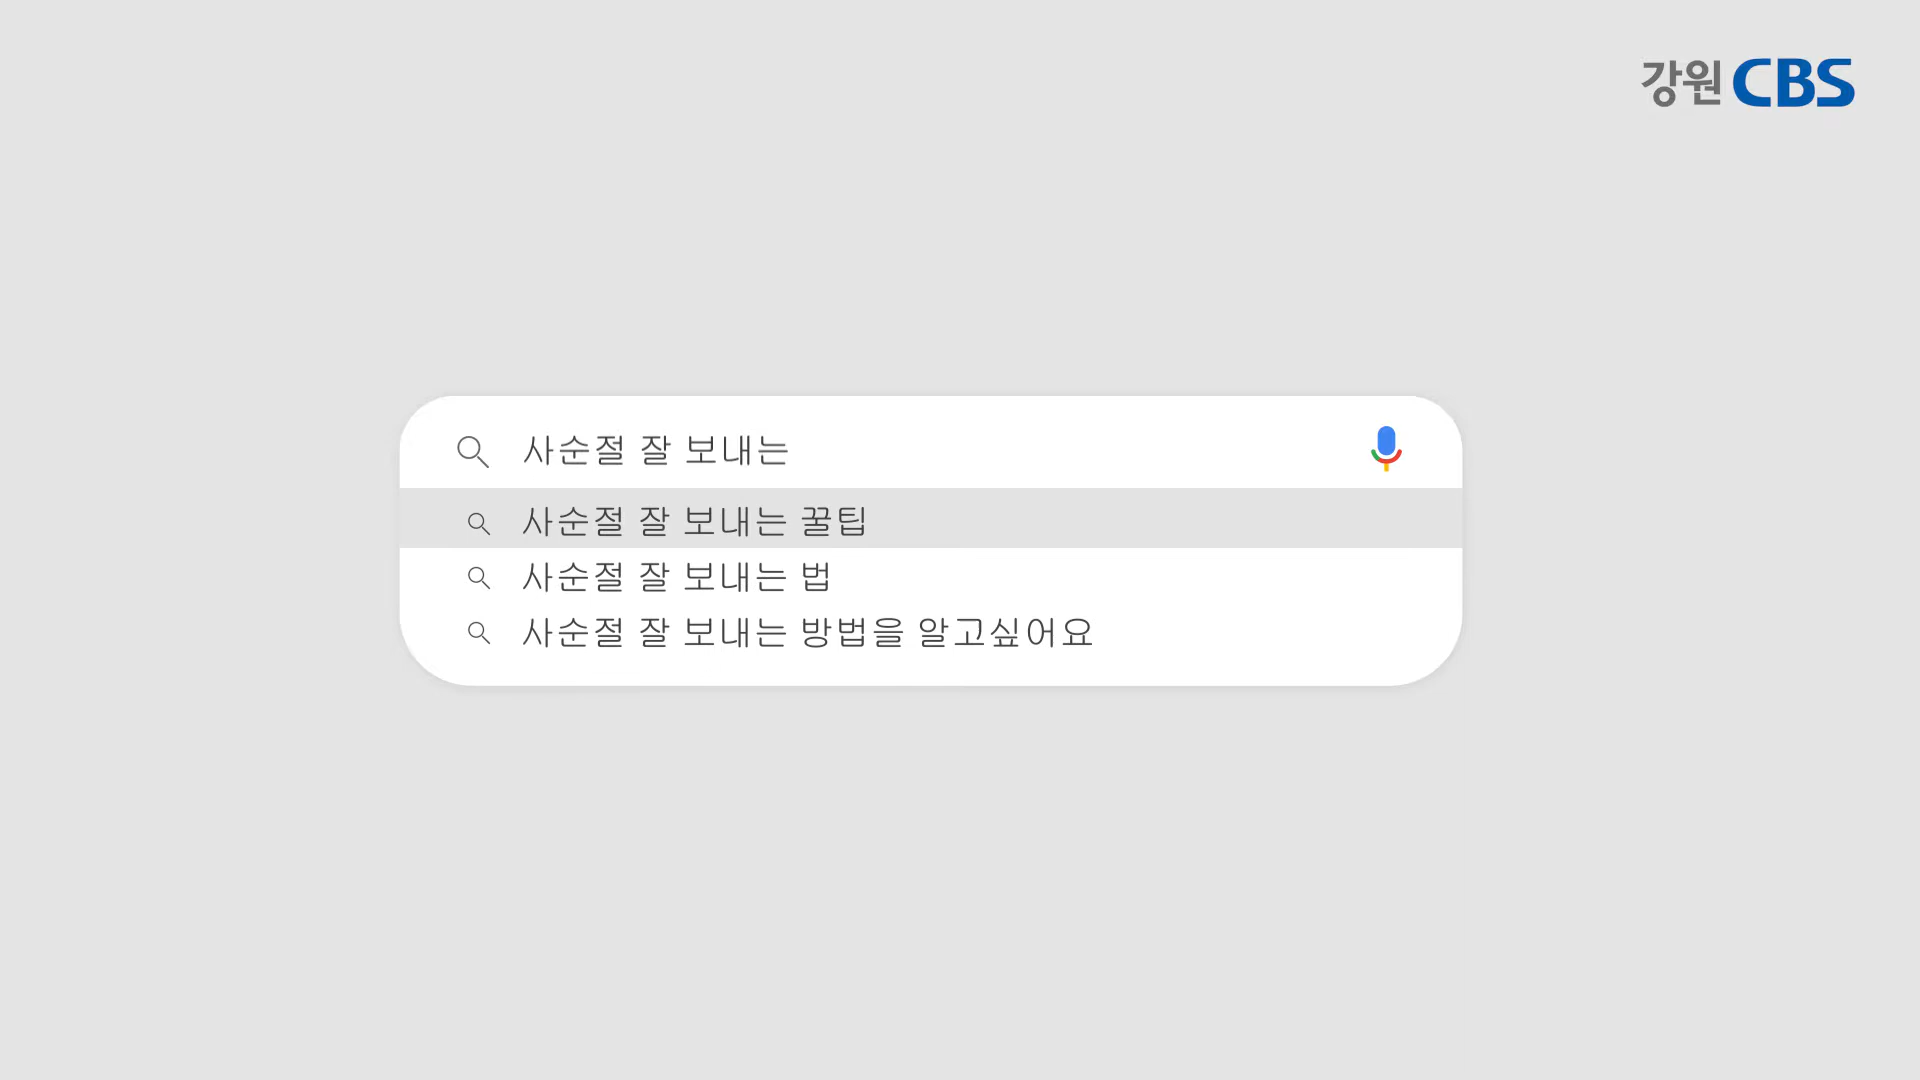 강원 CBS
사순절 잘 보내는
사순절 잘 보내는 꿀팁
사순절 잘 보내는 법
사순절 잘 보내는 방법을 알고싶어요